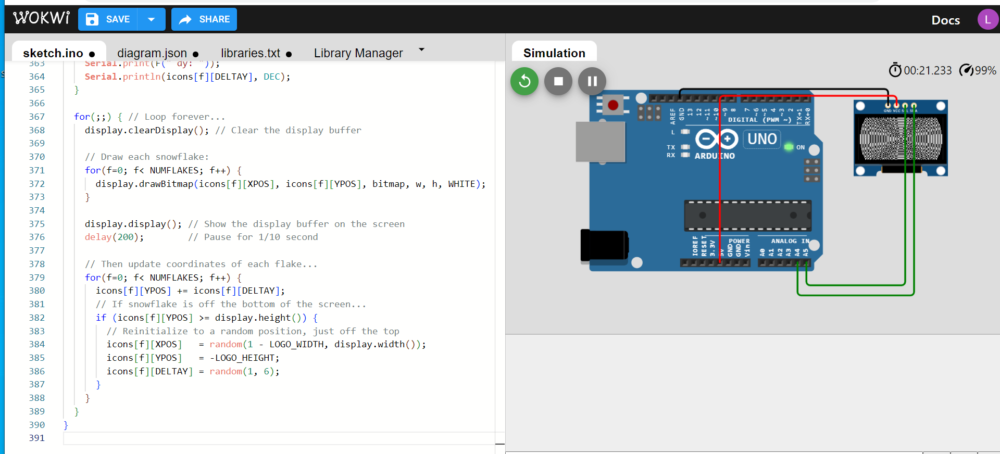 WOKWi
SAVE
SHARE
Docs
L
sketch.ino ●
diagram.json ●
libraries.txt ●
Library Manager
363 Serial.print(F(" dy: "));
364 Serial.println(icons[f][DELTAY], DEC);
365 }
366
367 for(;;) { // Loop forever...
368 display.clearDisplay(); // Clear the display buffer
369
370 // Draw each snowflake:
371 for(f=0; f< NUMFLAKES; f++) {
372 display.drawBitmap(icons[f][XPOS], icons[f][YPOS], bitmap, w, h, WHITE);
373 }
374
375 display.display(); // Show the display buffer on the screen
376 delay(200); // Pause for 1/10 second
377
378 // Then update coordinates of each flake...
379 for(f=0; f< NUMFLAKES; f++) {
380 icons[f][YPOS] += icons[f][DELTAY];
381 // If snowflake is off the bottom of the screen...
382 if (icons[f][YPOS] >= display.height()) {
383 // Reinitialize to a random position, just off the top
384 icons[f][XPOS] = random(1 - LOGO_WIDTH, display.width());
385 icons[f][YPOS] = -LOGO_HEIGHT;
386 icons[f][DELTAY] = random(1, 6);
387 }
388 }
389 }
390 }
391
Simulation
00:21.233
99%
AREF
GND
13
12
~11
~10
~9
8
7
~6
~5
4
~3
2
TX→1
RX←0
DIGITAL (PWM ~)
L
TX
RX
UNO
ARDUINO
ON
IOREF
RESET
3.3V
5V
GND
GND
Vin
POWER
ANALOG IN
A0
A1
A2
A3
A4
A5
GND VCC SCL SDA